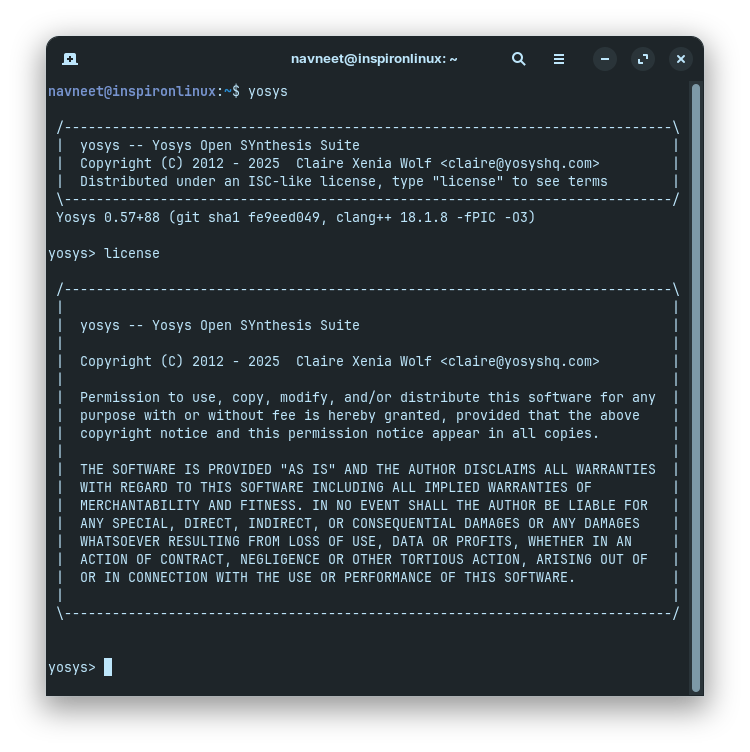 navneet@inspironlinux: ~
navneet@inspironlinux:~$ yosys
 /----------------------------------------------------------------------------\
 |  yosys -- Yosys Open SYnthesis Suite                                       |
 |  Copyright (C) 2012 - 2025  Claire Xenia Wolf <claire@yosyshq.com>         |
 |  Distributed under an ISC-like license, type "license" to see terms        |
 \----------------------------------------------------------------------------/
 Yosys 0.57+88 (git sha1 fe9eed049, clang++ 18.1.8 -fPIC -O3)
yosys> license
 /----------------------------------------------------------------------------\
 |                                                                            |
 |  yosys -- Yosys Open SYnthesis Suite                                       |
 |                                                                            |
 |  Copyright (C) 2012 - 2025  Claire Xenia Wolf <claire@yosyshq.com>         |
 |                                                                            |
 |  Permission to use, copy, modify, and/or distribute this software for any  |
 |  purpose with or without fee is hereby granted, provided that the above    |
 |  copyright notice and this permission notice appear in all copies.         |
 |                                                                            |
 |  THE SOFTWARE IS PROVIDED "AS IS" AND THE AUTHOR DISCLAIMS ALL WARRANTIES  |
 |  WITH REGARD TO THIS SOFTWARE INCLUDING ALL IMPLIED WARRANTIES OF          |
 |  MERCHANTABILITY AND FITNESS. IN NO EVENT SHALL THE AUTHOR BE LIABLE FOR   |
 |  ANY SPECIAL, DIRECT, INDIRECT, OR CONSEQUENTIAL DAMAGES OR ANY DAMAGES    |
 |  WHATSOEVER RESULTING FROM LOSS OF USE, DATA OR PROFITS, WHETHER IN AN     |
 |  ACTION OF CONTRACT, NEGLIGENCE OR OTHER TORTIOUS ACTION, ARISING OUT OF   |
 |  OR IN CONNECTION WITH THE USE OR PERFORMANCE OF THIS SOFTWARE.            |
 |                                                                            |
 \----------------------------------------------------------------------------/
yosys>